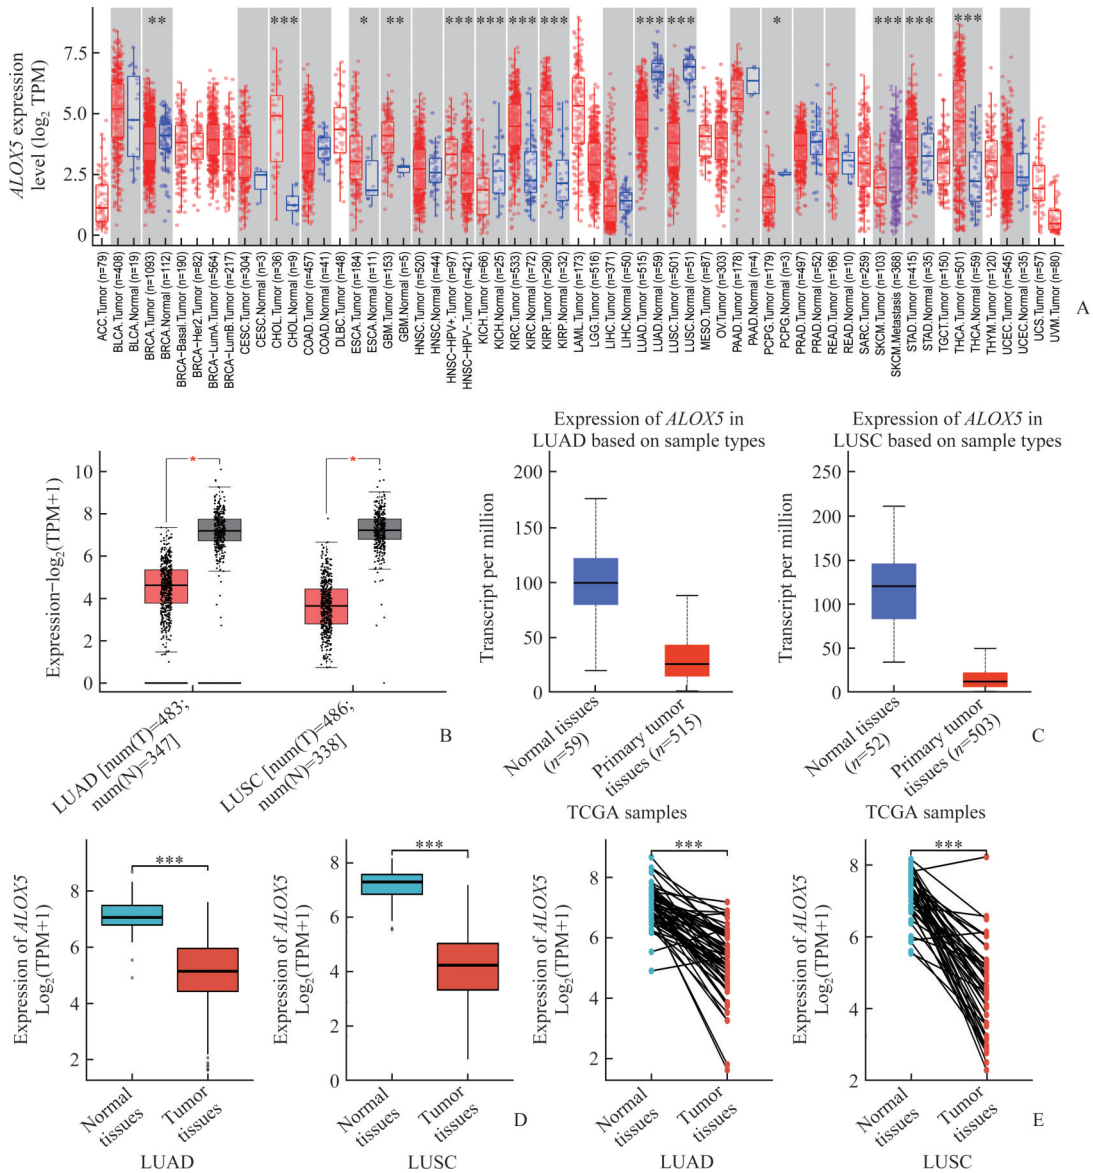 ** *** * ** *** *** *** *** *** *** * *** *** ***
ALOX5 expression
level (log2 TPM)
7.5
5.0
2.5
0
ACC.Tumor (n=79)
BLCA.Tumor (n=408)
BLCA.Normal (n=19)
BRCA.Tumor (n=1093)
BRCA.Normal (n=112)
BRCA-Basal.Tumor (n=190)
BRCA-Her2.Tumor (n=82)
BRCA-LumA.Tumor (n=564)
BRCA-LumB.Tumor (n=217)
CESC.Tumor (n=304)
CESC.Normal (n=3)
CHOL.Tumor (n=36)
CHOL.Normal (n=9)
COAD.Tumor (n=457)
COAD.Normal (n=41)
DLBC.Tumor (n=48)
ESCA.Tumor (n=184)
ESCA.Normal (n=11)
GBM.Tumor (n=153)
GBM.Normal (n=5)
HNSC.Tumor (n=520)
HNSC.Normal (n=44)
HNSC-HPV+.Tumor (n=97)
HNSC-HPV-.Tumor (n=421)
KICH.Tumor (n=66)
KICH.Normal (n=25)
KIRC.Tumor (n=533)
KIRC.Normal (n=72)
KIRP.Tumor (n=290)
KIRP.Normal (n=32)
LAML.Tumor (n=173)
LGG.Tumor (n=516)
LIHC.Tumor (n=371)
LIHC.Normal (n=50)
LUAD.Tumor (n=515)
LUAD.Normal (n=59)
LUSC.Tumor (n=501)
LUSC.Normal (n=51)
MESO.Tumor (n=87)
OV.Tumor (n=303)
PAAD.Tumor (n=178)
PAAD.Normal (n=4)
PCPG.Tumor (n=179)
PCPG.Normal (n=3)
PRAD.Tumor (n=497)
PRAD.Normal (n=52)
READ.Tumor (n=166)
READ.Normal (n=10)
SARC.Tumor (n=259)
SKCM.Tumor (n=103)
SKCM.Metastasis (n=368)
STAD.Tumor (n=415)
STAD.Normal (n=35)
TGCT.Tumor (n=150)
THCA.Tumor (n=501)
THCA.Normal (n=59)
THYM.Tumor (n=120)
UCEC.Tumor (n=545)
UCEC.Normal (n=35)
UCS.Tumor (n=57)
UVM.Tumor (n=80)
A
Expression-log2(TPM+1)
10
8
6
4
2
0
* *
LUAD [num(T)=483;
num(N)=347]
LUSC [num(T)=486;
num(N)=338]
B
Expression of ALOX5 in
LUAD based on sample types
Transcript per million
200
150
100
50
0
Normal tissues
(n=59)
Primary tumor
tissues (n=515)
TCGA samples
Expression of ALOX5 in
LUSC based on sample types
Transcript per million
250
200
150
100
50
0
Normal tissues
(n=52)
Primary tumor
tissues (n=503)
TCGA samples
C
Expression of ALOX5
Log2(TPM+1)
8
6
4
2
***
Normal
tissues
Tumor
tissues
LUAD
Expression of ALOX5
Log2(TPM+1)
8
6
4
2
0
***
Normal
tissues
Tumor
tissues
LUSC
D
Expression of ALOX5
Log2(TPM+1)
8
6
4
2
***
Normal
tissues
Tumor
tissues
LUAD
Expression of ALOX5
Log2(TPM+1)
8
6
4
2
***
Normal
tissues
Tumor
tissues
LUSC
E